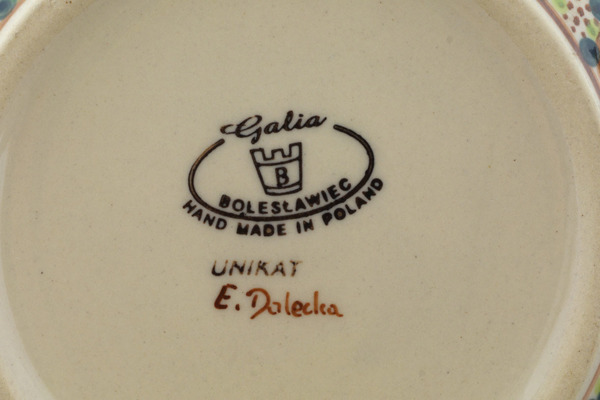 Galia
B
BOLESŁAWIEC
HAND MADE IN POLAND
UNIKAT
E. Dolecka